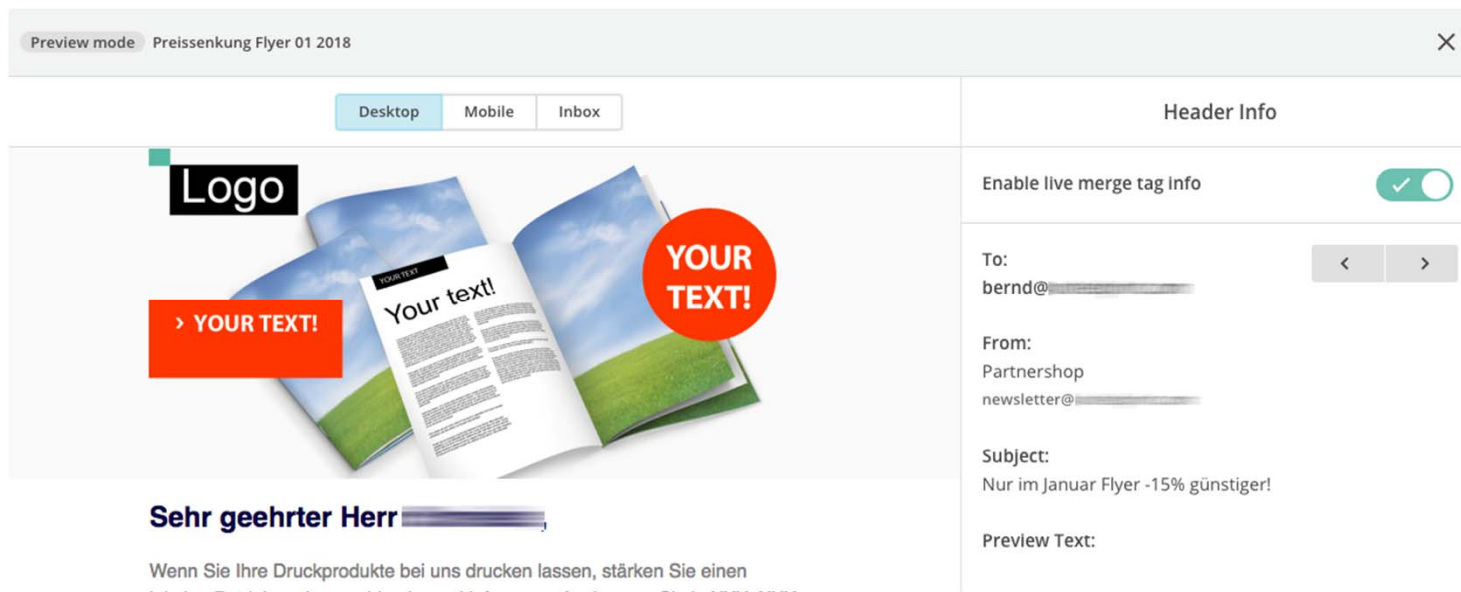 Preview mode Preissenkung Flyer 01 2018
Desktop Mobile Inbox
Header Info
Logo
YOUR TEXT
Your text!
YOUR
TEXT!
› YOUR TEXT!
Enable live merge tag info
To:
bernd@
From:
Partnershop
newsletter@
Subject:
Nur im Januar Flyer -15% günstiger!
Preview Text:
Sehr geehrter Herr ,
Wenn Sie Ihre Druckprodukte bei uns drucken lassen, stärken Sie einen